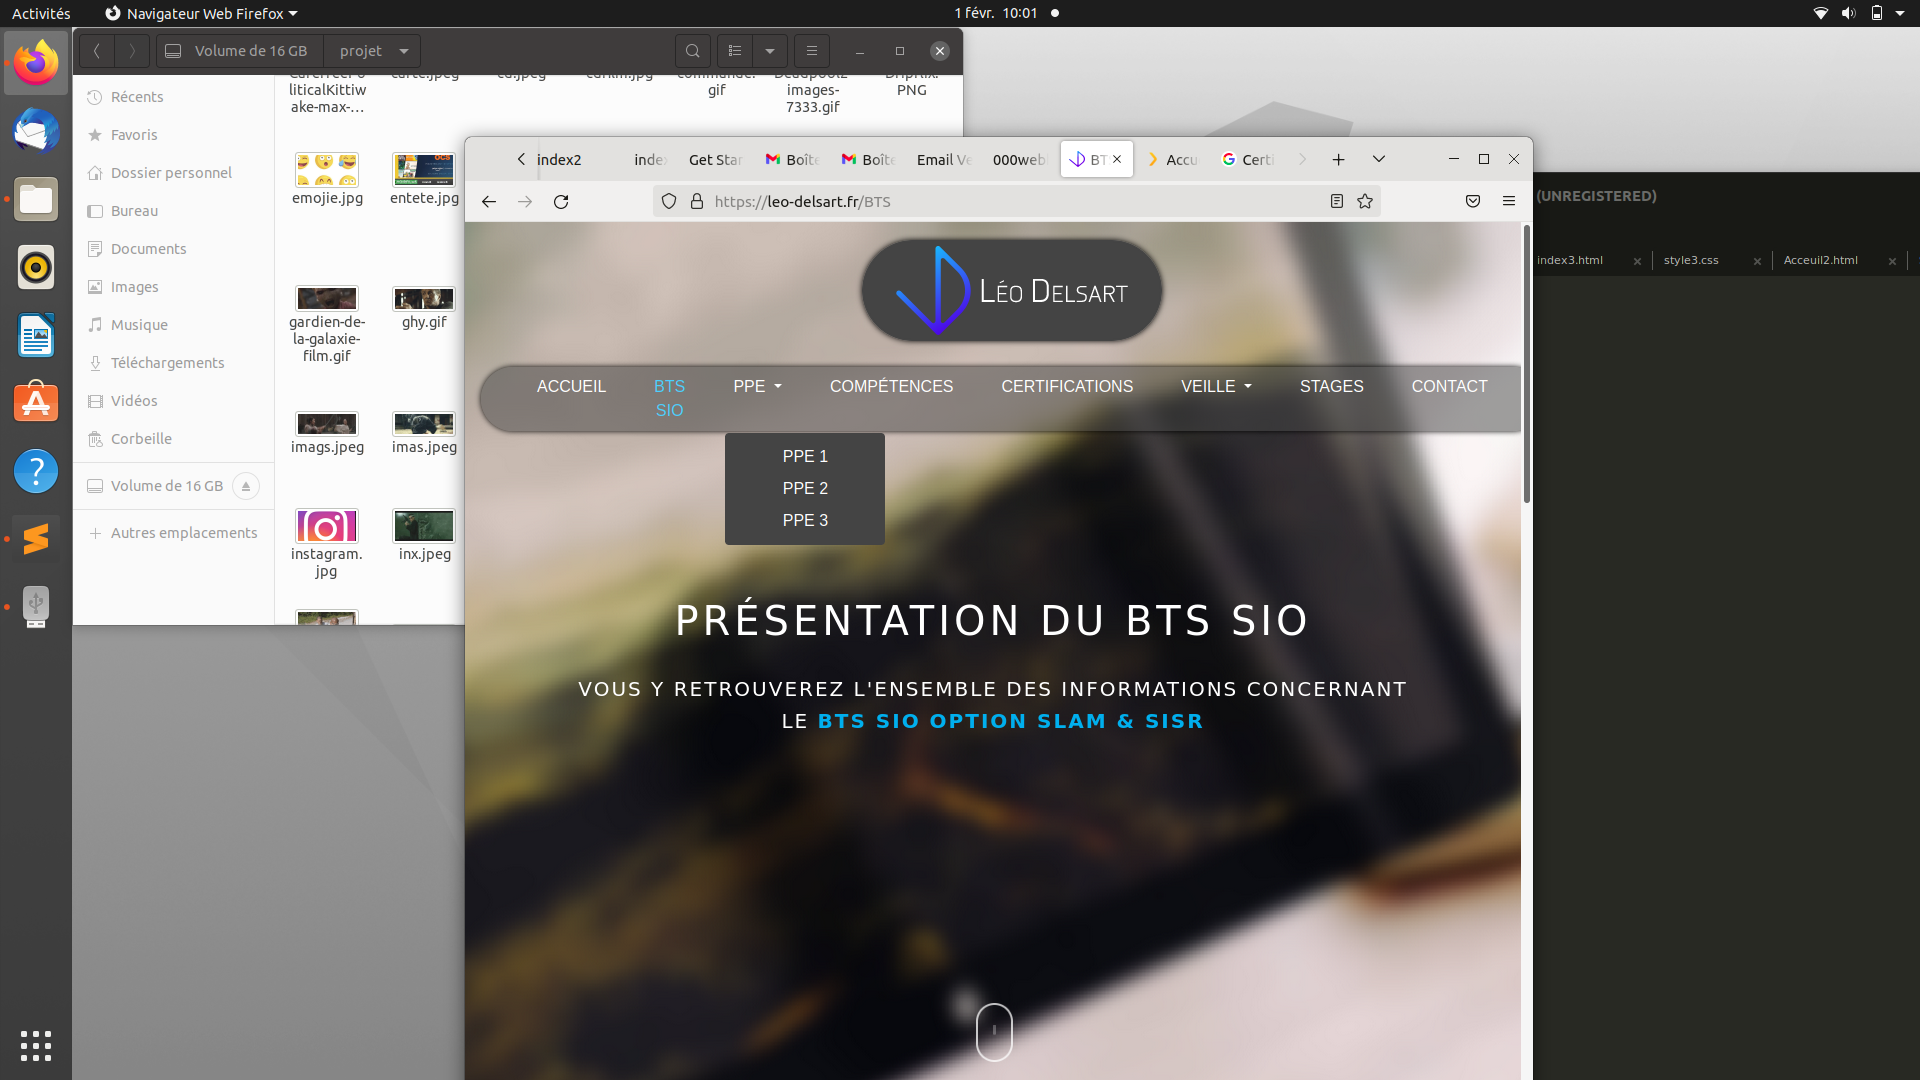 Activités
Navigateur Web Firefox
1 févr. 10:01
Volume de 16 GB
projet
Récents
Favoris
Dossier personnel
Bureau
Documents
Images
Musique
Téléchargements
Vidéos
Corbeille
Volume de 16 GB
Autres emplacements
liticalKittiw
ake-max-…
gif
images-
7333.gif
PNG
emojie.jpg
entete.jpg
gardien-de-
la-galaxie-
film.gif
ghy.gif
imags.jpeg
imas.jpeg
instagram.
jpg
inx.jpeg
index2
inde
Get Star
Boîte
Boîte
Email Ve
000web
BT
Accu
Certi
https://leo-delsart.fr/BTS
(UNREGISTERED)
index3.html
style3.css
Acceuil2.html
Léo Delsart
ACCUEIL
BTS
SIO
PPE
COMPÉTENCES
CERTIFICATIONS
VEILLE
STAGES
CONTACT
PPE 1
PPE 2
PPE 3
PRÉSENTATION DU BTS SIO
VOUS Y RETROUVEREZ L'ENSEMBLE DES INFORMATIONS CONCERNANT
LE BTS SIO OPTION SLAM & SISR